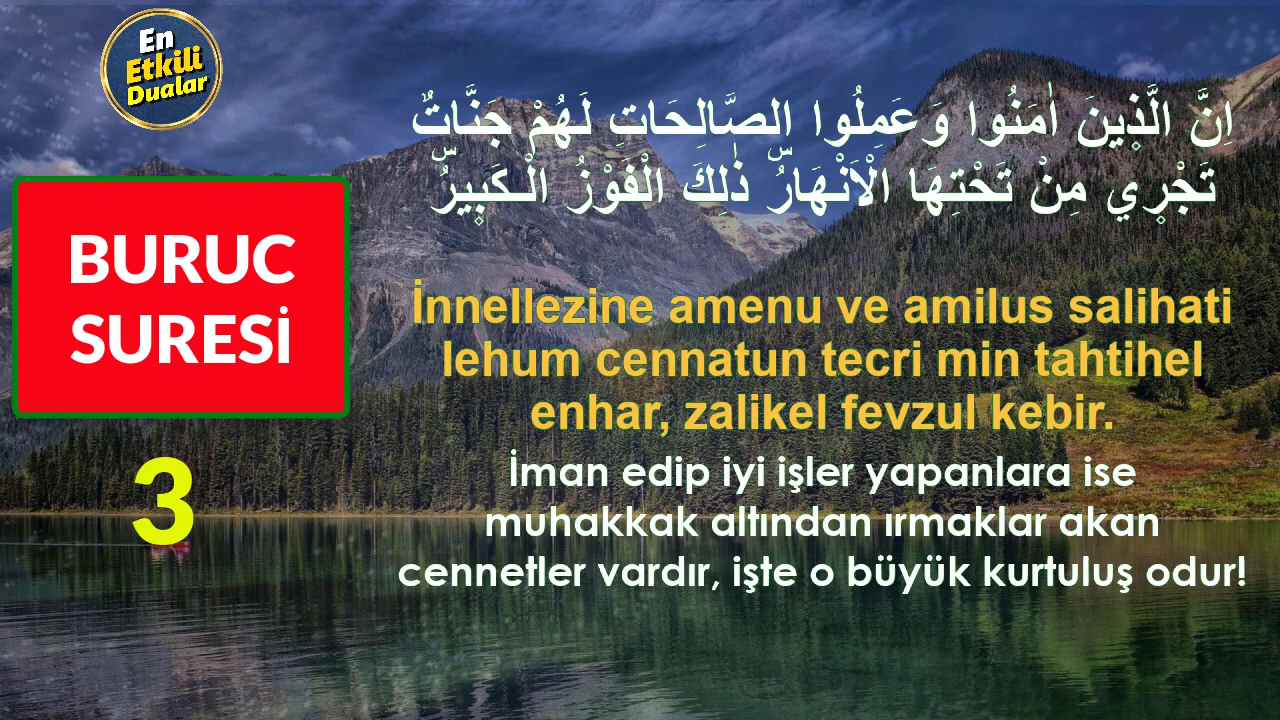 En
Etkili
Dualar
BURUC
SURESİ
3
اِنَّ الَّذ۪ينَ اٰمَنُوا وَعَمِلُوا الصَّالِحَاتِ لَهُمْ جَنَّاتٌ
تَجْر۪ي مِنْ تَحْتِهَا الْاَنْهَارُۜ ذٰلِكَ الْفَوْزُ الْكَب۪يرُۜ
İnnellezine amenu ve amilus salihati
lehum cennatun tecri min tahtihel
enhar, zalikel fevzul kebir.
İman edip iyi işler yapanlara ise
muhakkak altından ırmaklar akan
cennetler vardır, işte o büyük kurtuluş odur!